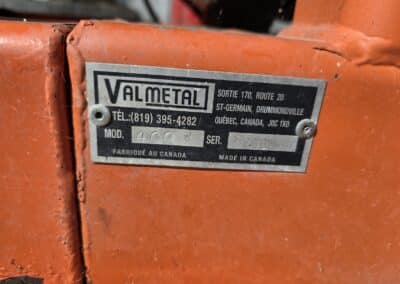 VALMETAL
SORTIE 170, ROUTE 20
ST-GERMAIN, DRUMMONDVILLE
QUÉBEC, CANADA, J0C 1K0
TÉL.:(819) 395-4282
MOD. SER.
FABRIQUÉ AU CANADA MADE IN CANADA